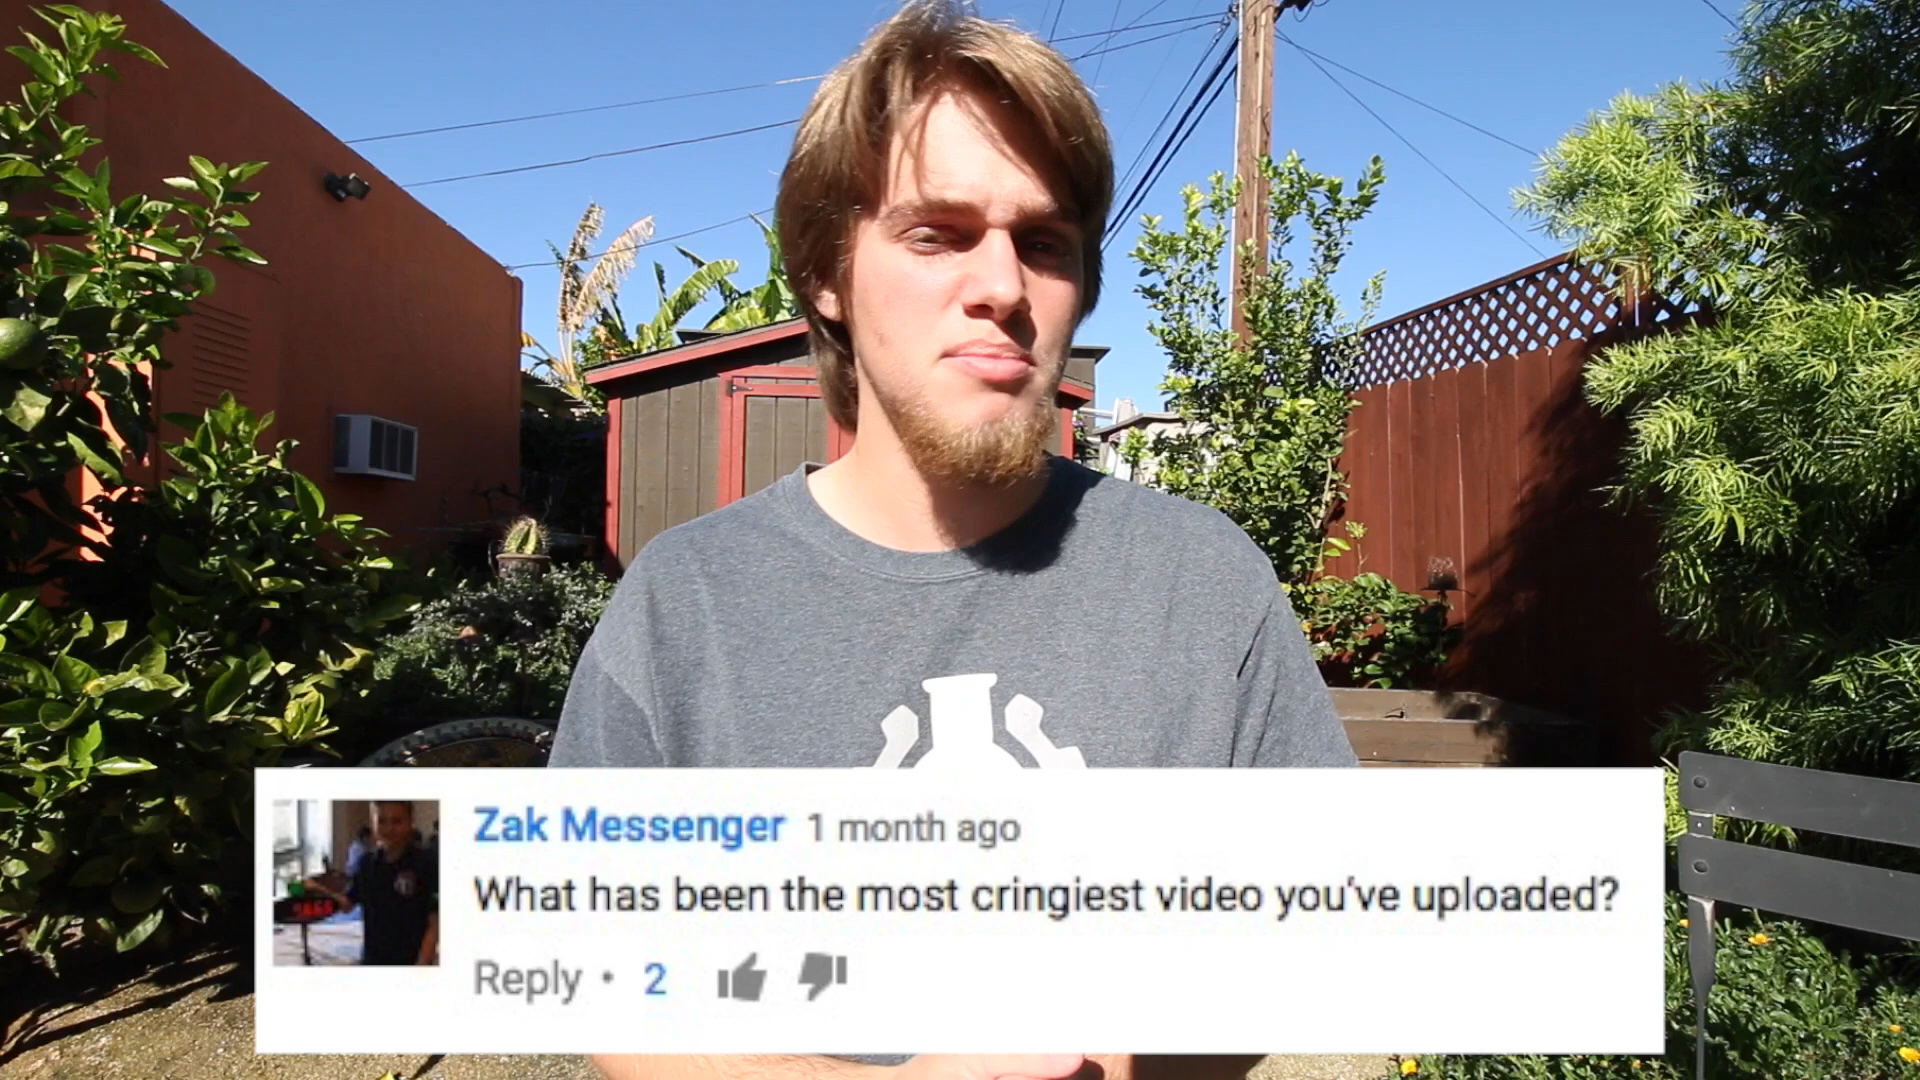 Zak Messenger 1 month ago
What has been the most cringiest video you've uploaded?
Reply • 2